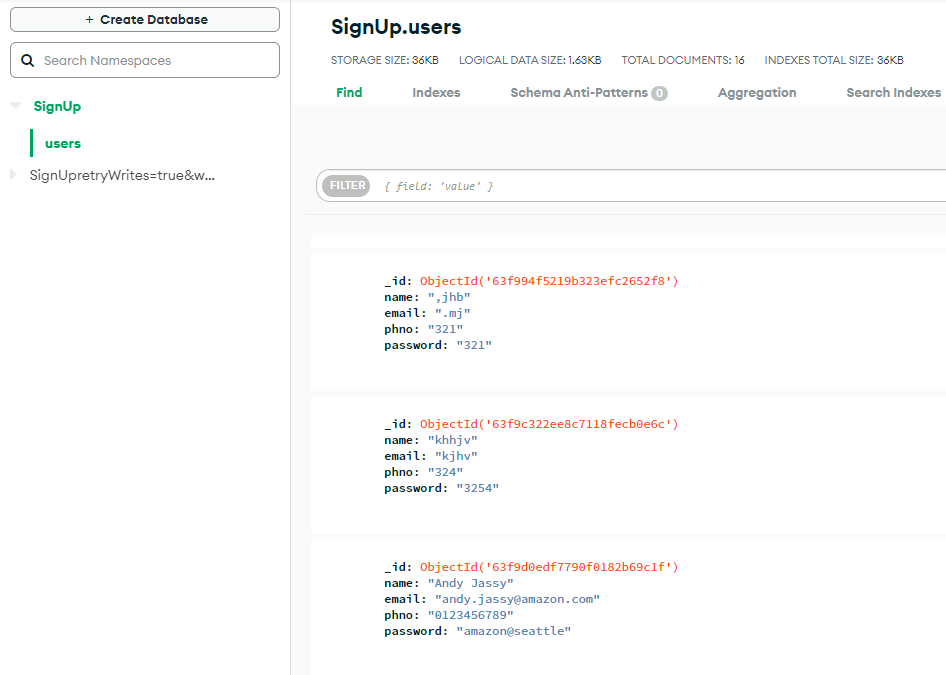 + Create Database
Search Namespaces
SignUp
users
SignUpretryWrites=true&w...
SignUp.users
STORAGE SIZE: 36KB LOGICAL DATA SIZE: 1.63KB TOTAL DOCUMENTS: 16 INDEXES TOTAL SIZE: 36KB
Find Indexes Schema Anti-Patterns 0 Aggregation Search Indexes
FILTER { field: 'value' }
_id: ObjectId('63f994f5219b323efc2652f8')
name: ",jhb"
email: ".mj"
phno: "321"
password: "321"
_id: ObjectId('63f9c322ee8c7118fecb0e6c')
name: "khhjv"
email: "kjhv"
phno: "324"
password: "3254"
_id: ObjectId('63f9d0edf7790f0182b69c1f')
name: "Andy Jassy"
email: "andy.jassy@amazon.com"
phno: "0123456789"
password: "amazon@seattle"